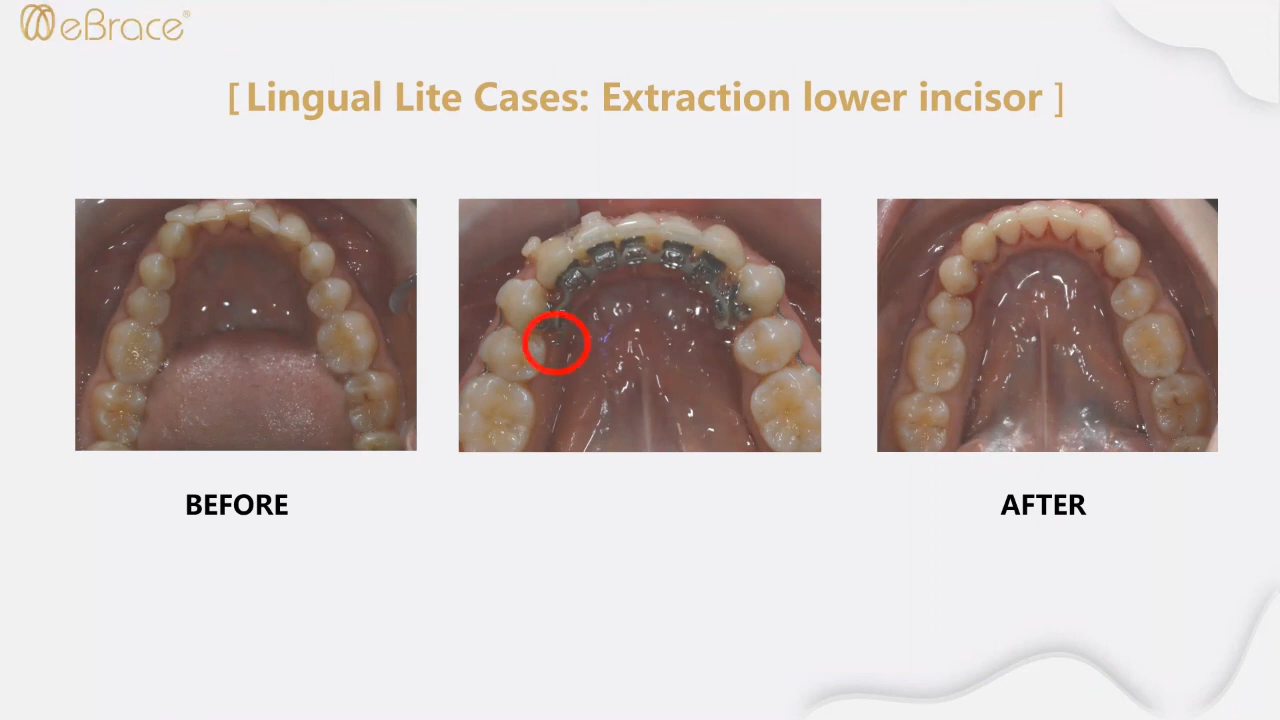 eBrace®
[Lingual Lite Cases: Extraction lower incisor ]
BEFORE
AFTER